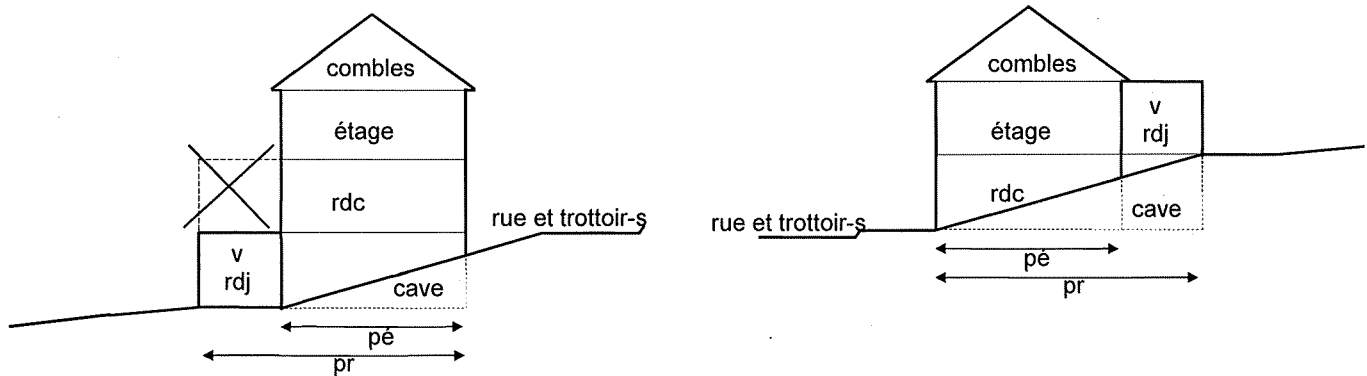 combles
étage
rdc
rue et trottoir-s
v
rdj
cave
pé
pr
combles
v
étage
rdj
rdc
cave
rue et trottoir-s
pé
pr